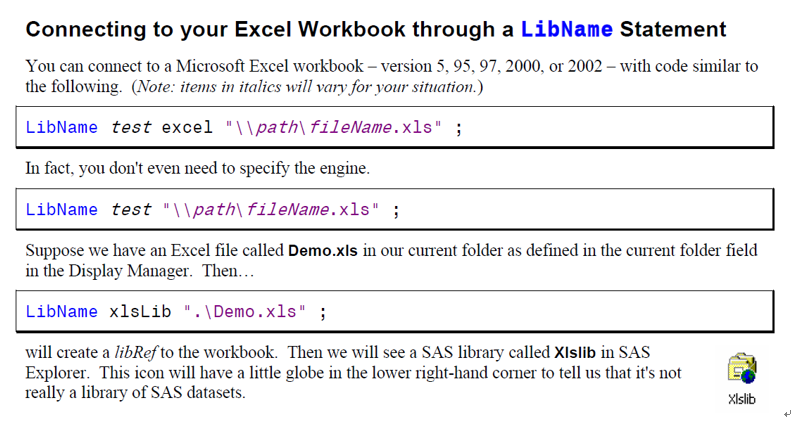 Connecting to your Excel Workbook through a LibName Statement
You can connect to a Microsoft Excel workbook – version 5, 95, 97, 2000, or 2002 – with code similar to
the following.  (Note: items in italics will vary for your situation.)
LibName test excel "\\path\fileName.xls" ;
In fact, you don't even need to specify the engine.
LibName test "\\path\fileName.xls" ;
Suppose we have an Excel file called Demo.xls in our current folder as defined in the current folder field
in the Display Manager.  Then…
LibName xlsLib ".\Demo.xls" ;
will create a libRef to the workbook.  Then we will see a SAS library called Xlslib in SAS
Explorer.  This icon will have a little globe in the lower right-hand corner to tell us that it's not
really a library of SAS datasets.
Xlslib